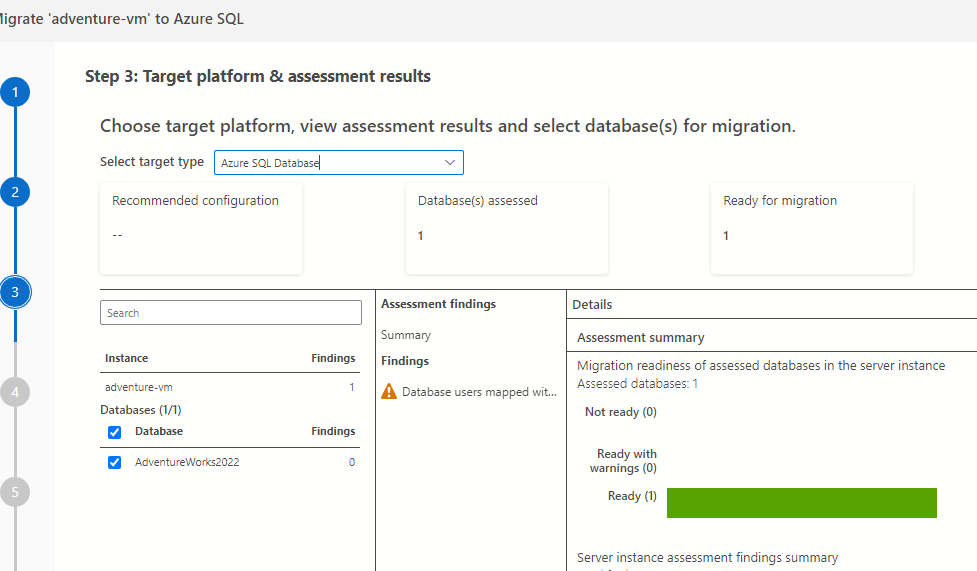 Migrate 'adventure-vm' to Azure SQL
Step 3: Target platform & assessment results
1
Choose target platform, view assessment results and select database(s) for migration.
Select target type
Azure SQL Database
2
Recommended configuration
--
Database(s) assessed
1
Ready for migration
1
3
Search
Instance Findings
adventure-vm 1
Databases (1/1)
Database Findings
AdventureWorks2022 0
4
5
Assessment findings
Summary
Findings
Database users mapped wit...
Details
Assessment summary
Migration readiness of assessed databases in the server instance
Assessed databases: 1
Not ready (0)
Ready with
warnings (0)
Ready (1)
Server instance assessment findings summary